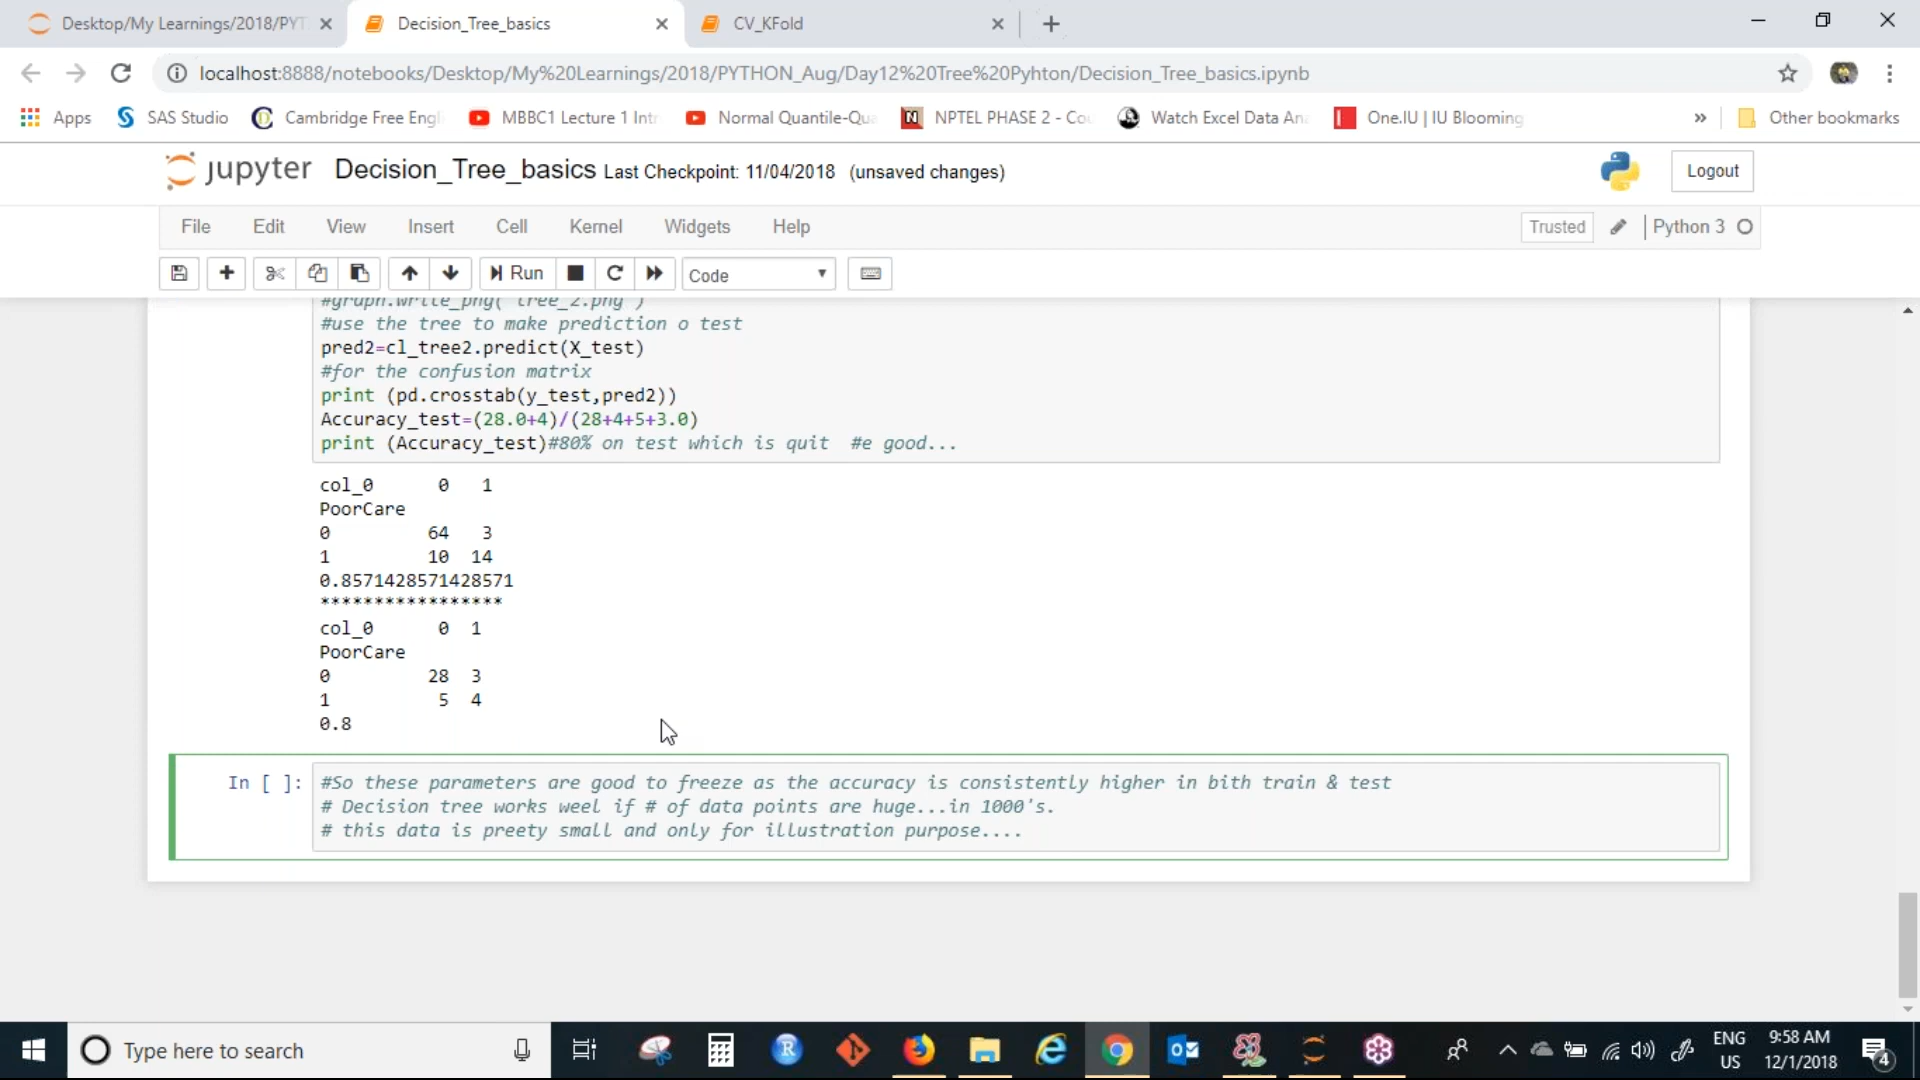 Desktop/My Learnings/2018/PYT
Decision_Tree_basics
CV_KFold
localhost:8888/notebooks/Desktop/My%20Learnings/2018/PYTHON_Aug/Day12%20Tree%20Pyhton/Decision_Tree_basics.ipynb
Apps SAS Studio Cambridge Free Engl MBBC1 Lecture 1 Intr Normal Quantile-Qua NPTEL PHASE 2 - Cou Watch Excel Data Ana One.IU | IU Blooming » Other bookmarks
jupyter Decision_Tree_basics Last Checkpoint: 11/04/2018 (unsaved changes) Logout
File Edit View Insert Cell Kernel Widgets Help Trusted Python 3
Run Code
#graph.write_png("tree_2.png")
#use the tree to make prediction o test
pred2=cl_tree2.predict(X_test)
#for the confusion matrix
print (pd.crosstab(y_test,pred2))
Accuracy_test=(28.0+4)/(28+4+5+3.0)
print (Accuracy_test)#80% on test which is quit  #e good...
col_0 0 1
PoorCare
0 64 3
1 10 14
0.8571428571428571
*****************
col_0 0 1
PoorCare
0 28 3
1 5 4
0.8
In [ ]: #So these parameters are good to freeze as the accuracy is consistently higher in bith train & test
# Decision tree works weel if # of data points are huge...in 1000's.
# this data is preety small and only for illustration purpose....
Type here to search
ENG 9:58 AM
US 12/1/2018 4